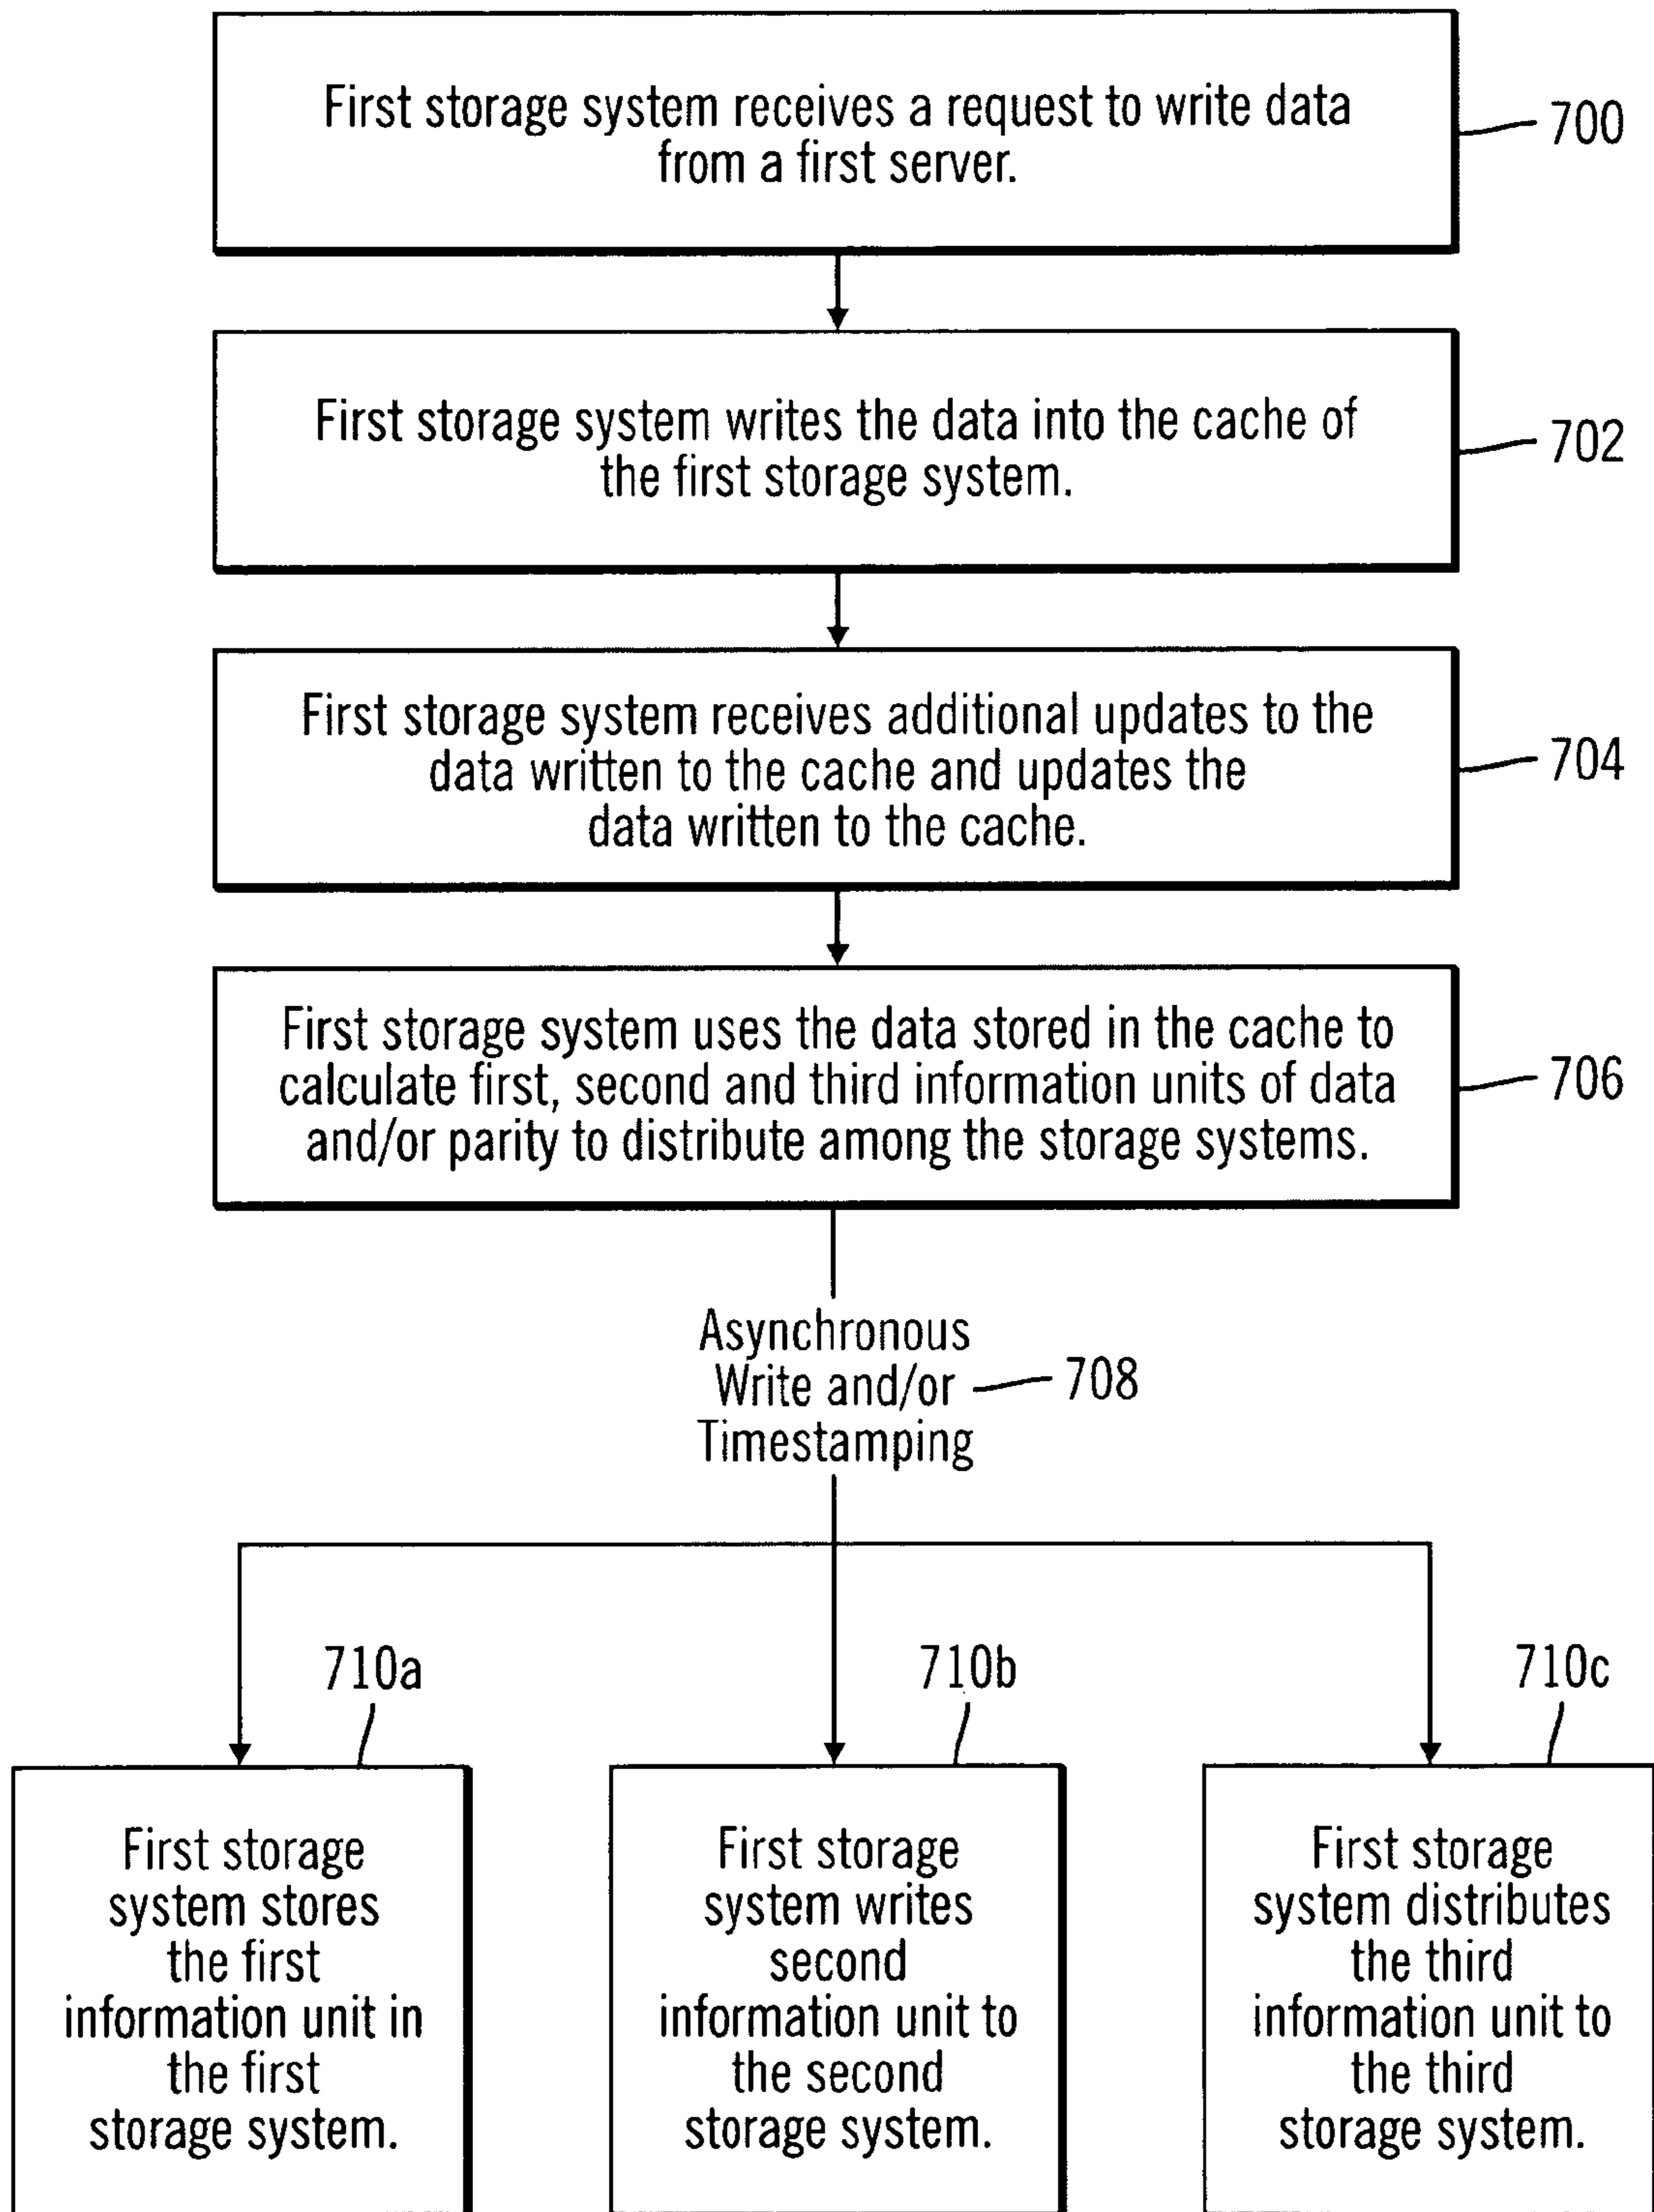 First storage system receives a request to write data
from a first server.
700
First storage system writes the data into the cache of
the first storage system.
702
First storage system receives additional updates to the
data written to the cache and updates the
data written to the cache.
704
First storage system uses the data stored in the cache to
calculate first, second and third information units of data
and/or parity to distribute among the storage systems.
706
Asynchronous
Write and/or
Timestamping
708
710a
First storage
system stores
the first
information unit in
the first
storage system.
710b
First storage
system writes
second
information unit to
the second
storage system.
710c
First storage
system distributes
the third
information unit to
the third
storage system.